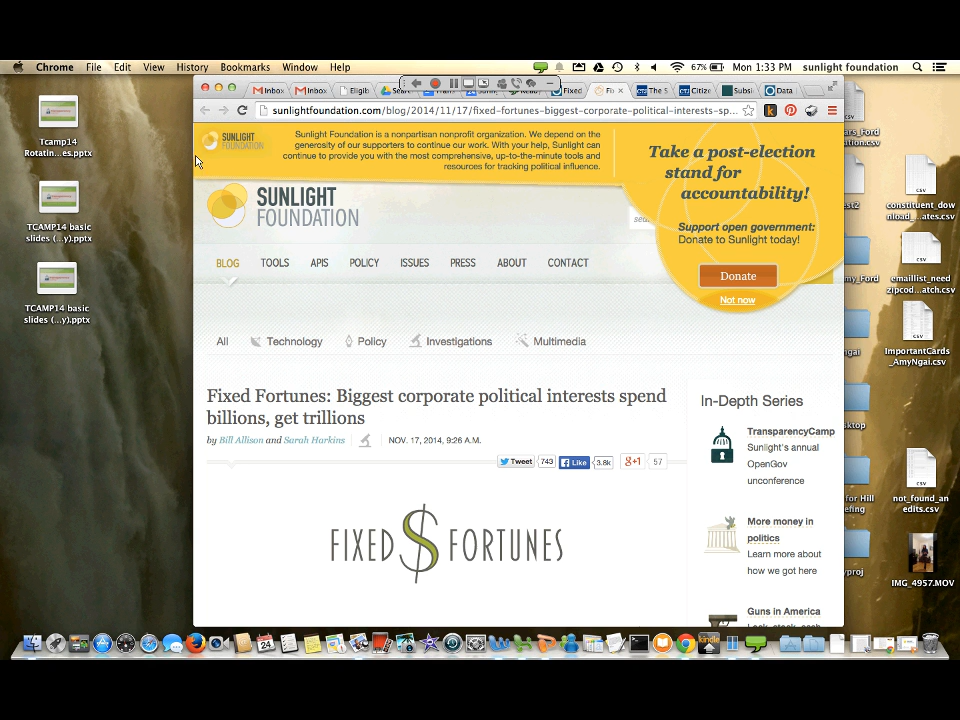 Chrome File Edit View History Bookmarks Window Help
67% Mon 1:33 PM sunlight foundation
Inbo
Inbo
Eligib
Fixed
Fi
The S
Citize
Subsi
Data
sunlightfoundation.com/blog/2014/11/17/fixed-fortunes-biggest-corporate-political-interests-sp...
Tcamp14
Rotatin...es.pptx
TCAMP14 basic
slides (...y).pptx
TCAMP14 basic
slides (...y).pptx
SUNLIGHT
FOUNDATION
Sunlight Foundation is a nonpartisan nonprofit organization. We depend on the
generosity of our supporters to continue our work. With your help, Sunlight can
continue to provide you with the most comprehensive, up-to-the-minute tools and
resources for tracking political influence.
Take a post-election
stand for
accountability!
Support open government:
Donate to Sunlight today!
Donate
Not now
SUNLIGHT
FOUNDATION
BLOG TOOLS APIS POLICY ISSUES PRESS ABOUT CONTACT
All Technology Policy Investigations Multimedia
Fixed Fortunes: Biggest corporate political interests spend
billions, get trillions
by Bill Allison and Sarah Harkins NOV. 17, 2014, 9:26 A.M.
Tweet 743 Like 3.8k g+1 57
FIXED $ FORTUNES
In-Depth Series
TransparencyCamp
Sunlight's annual
OpenGov
unconference
More money in
politics
Learn more about
how we got here
Guns in America
constituent_dow
nload_...ates.csv
emaillist_need
zipcod...atch.csv
ImportantCards
_AmyNgai.csv
not_found_an
edits.csv
IMG_4957.MOV